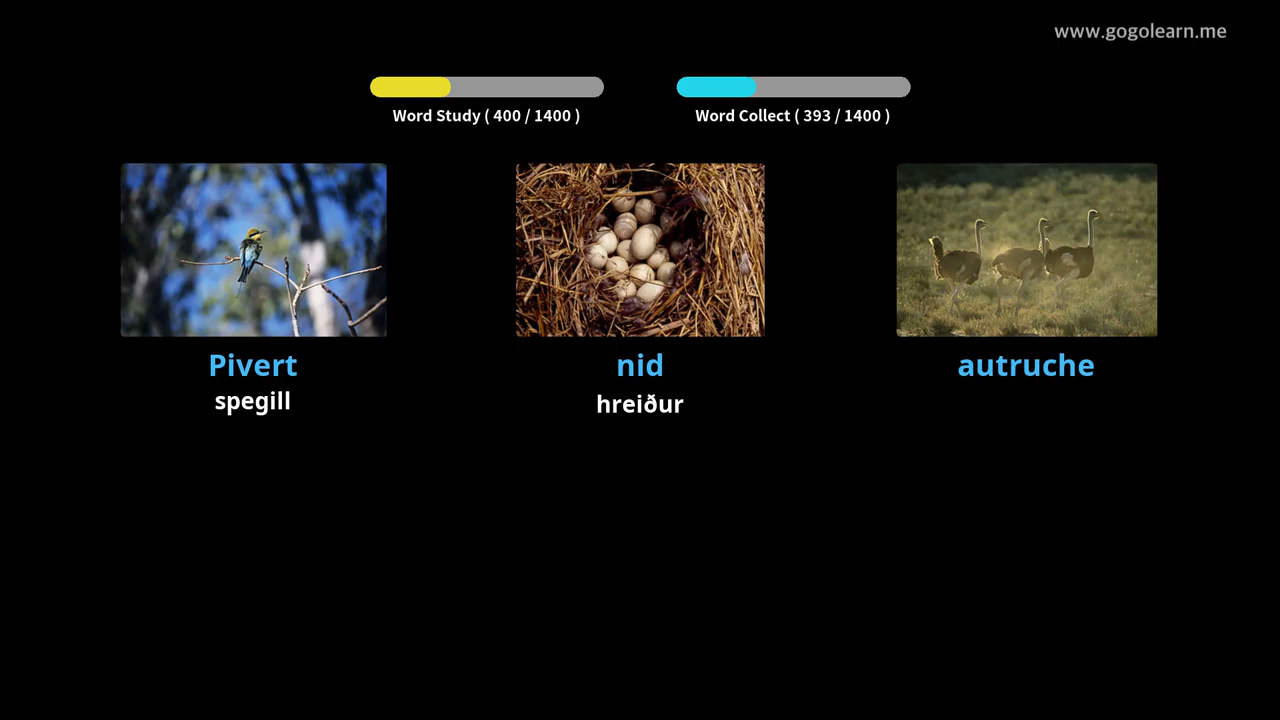 www.gogolearn.me
Word Study ( 400 / 1400 )
Word Collect ( 393 / 1400 )
Pivert
spegill
nid
hreiður
autruche